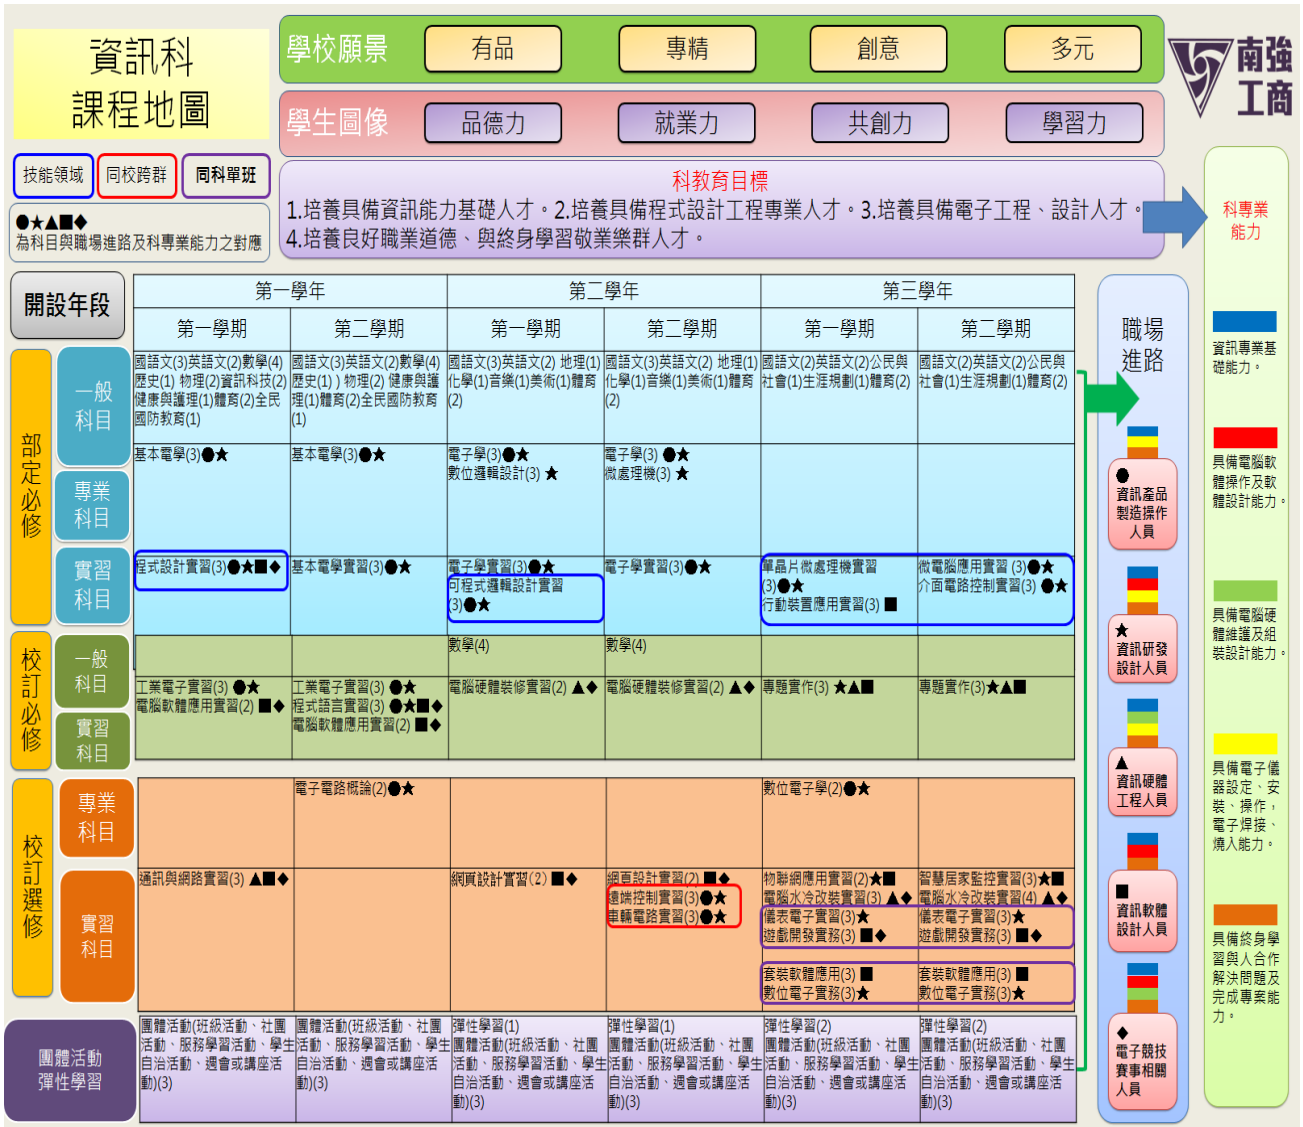 資訊科
課程地圖
學校願景
有品
專精
創意
多元
南強
工商
學生圖像
品德力
就業力
共創力
學習力
技能領域
同校跨群
同科單班
●★▲■◆
為科目與職場進路及科專業能力之對應
科教育目標
1.培養具備資訊能力基礎人才。2.培養具備程式設計工程專業人才。3.培養具備電子工程、設計人才。
4.培養良好職業道德、與終身學習敬業樂群人才。
開設年段
第一學年
第二學年
第三學年
第一學期
第二學期
第一學期
第二學期
第一學期
第二學期
部定必修
一般
科目
國語文(3)英語文(2)數學(4)
歷史(1) 物理(2)資訊科技(2)
健康與護理(1)體育(2)全民
國防教育(1)
國語文(3)英語文(2)數學(4)
歷史(1) ) 物理(2) 健康與護
理(1)體育(2)全民國防教育
(1)
國語文(3)英語文(2) 地理(1)
化學(1)音樂(1)美術(1)體育
(2)
國語文(3)英語文(2) 地理(1)
化學(1)音樂(1)美術(1)體育
(2)
國語文(2)英語文(2)公民與
社會(1)生涯規劃(1)體育(2)
國語文(2)英語文(2)公民與
社會(1)生涯規劃(1)體育(2)
專業
科目
基本電學(3)●★
基本電學(3)●★
電子學(3)●★
數位邏輯設計(3) ★
電子學(3) ●★
微處理機(3) ★
實習
科目
程式設計實習(3)●★■◆
基本電學實習(3)●★
電子學實習(3)●★
可程式邏輯設計實習
(3)●★
電子學實習(3)●★
單晶片微處理機實習
(3)●★
行動裝置應用實習(3) ■
微電腦應用實習 (3)●★
介面電路控制實習(3) ●★
校訂必修
一般
科目
數學(4)
數學(4)
實習
科目
工業電子實習(3) ●★
電腦軟體應用實習(2) ■◆
工業電子實習(3) ●★
程式語言實習(3) ●★■◆
電腦軟體應用實習(2) ■◆
電腦硬體裝修實習(2) ▲◆
電腦硬體裝修實習(2) ▲◆
專題實作(3) ★▲■
專題實作(3)★▲■
校訂選修
專業
科目
電子電路概論(2)●★
數位電子學(2)●★
實習
科目
通訊與網路實習(3) ▲■◆
網頁設計實習(2) ■◆
網頁設計實習(2) ■◆
遠端控制實習(3)●★
車輛電路實習(3)●★
物聯網應用實習(2)★■
電腦水冷改裝實習(3) ▲◆
儀表電子實習(3)★
遊戲開發實務(3) ■◆
套裝軟體應用(3) ■
數位電子實務(3)★
智慧居家監控實習(3)★■
電腦水冷改裝實習(4) ▲◆
儀表電子實習(3)★
遊戲開發實務(3) ■◆
套裝軟體應用(3) ■
數位電子實務(3)★
團體活動
彈性學習
團體活動(班級活動、社團
活動、服務學習活動、學生
自治活動、週會或講座活
動)(3)
團體活動(班級活動、社團
活動、服務學習活動、學生
自治活動、週會或講座活
動)(3)
彈性學習(1)
團體活動(班級活動、社團
活動、服務學習活動、學生
自治活動、週會或講座活
動)(3)
彈性學習(1)
團體活動(班級活動、社團
活動、服務學習活動、學生
自治活動、週會或講座活
動)(3)
彈性學習(2)
團體活動(班級活動、社團
活動、服務學習活動、學生
自治活動、週會或講座活
動)(3)
彈性學習(2)
團體活動(班級活動、社團
活動、服務學習活動、學生
自治活動、週會或講座活
動)(3)
職場
進路
●
資訊產品
製造操作
人員
★
資訊研發
設計人員
▲
資訊硬體
工程人員
■
資訊軟體
設計人員
◆
電子競技
賽事相關
人員
科專業
能力
資訊專業基
礎能力。
具備電腦軟
體操作及軟
體設計能力。
具備電腦硬
體維護及組
裝設計能力。
具備電子儀
器設定、安
裝、操作，
電子焊接、
燒入能力。
具備終身學
習與人合作
解決問題及
完成專案能
力。